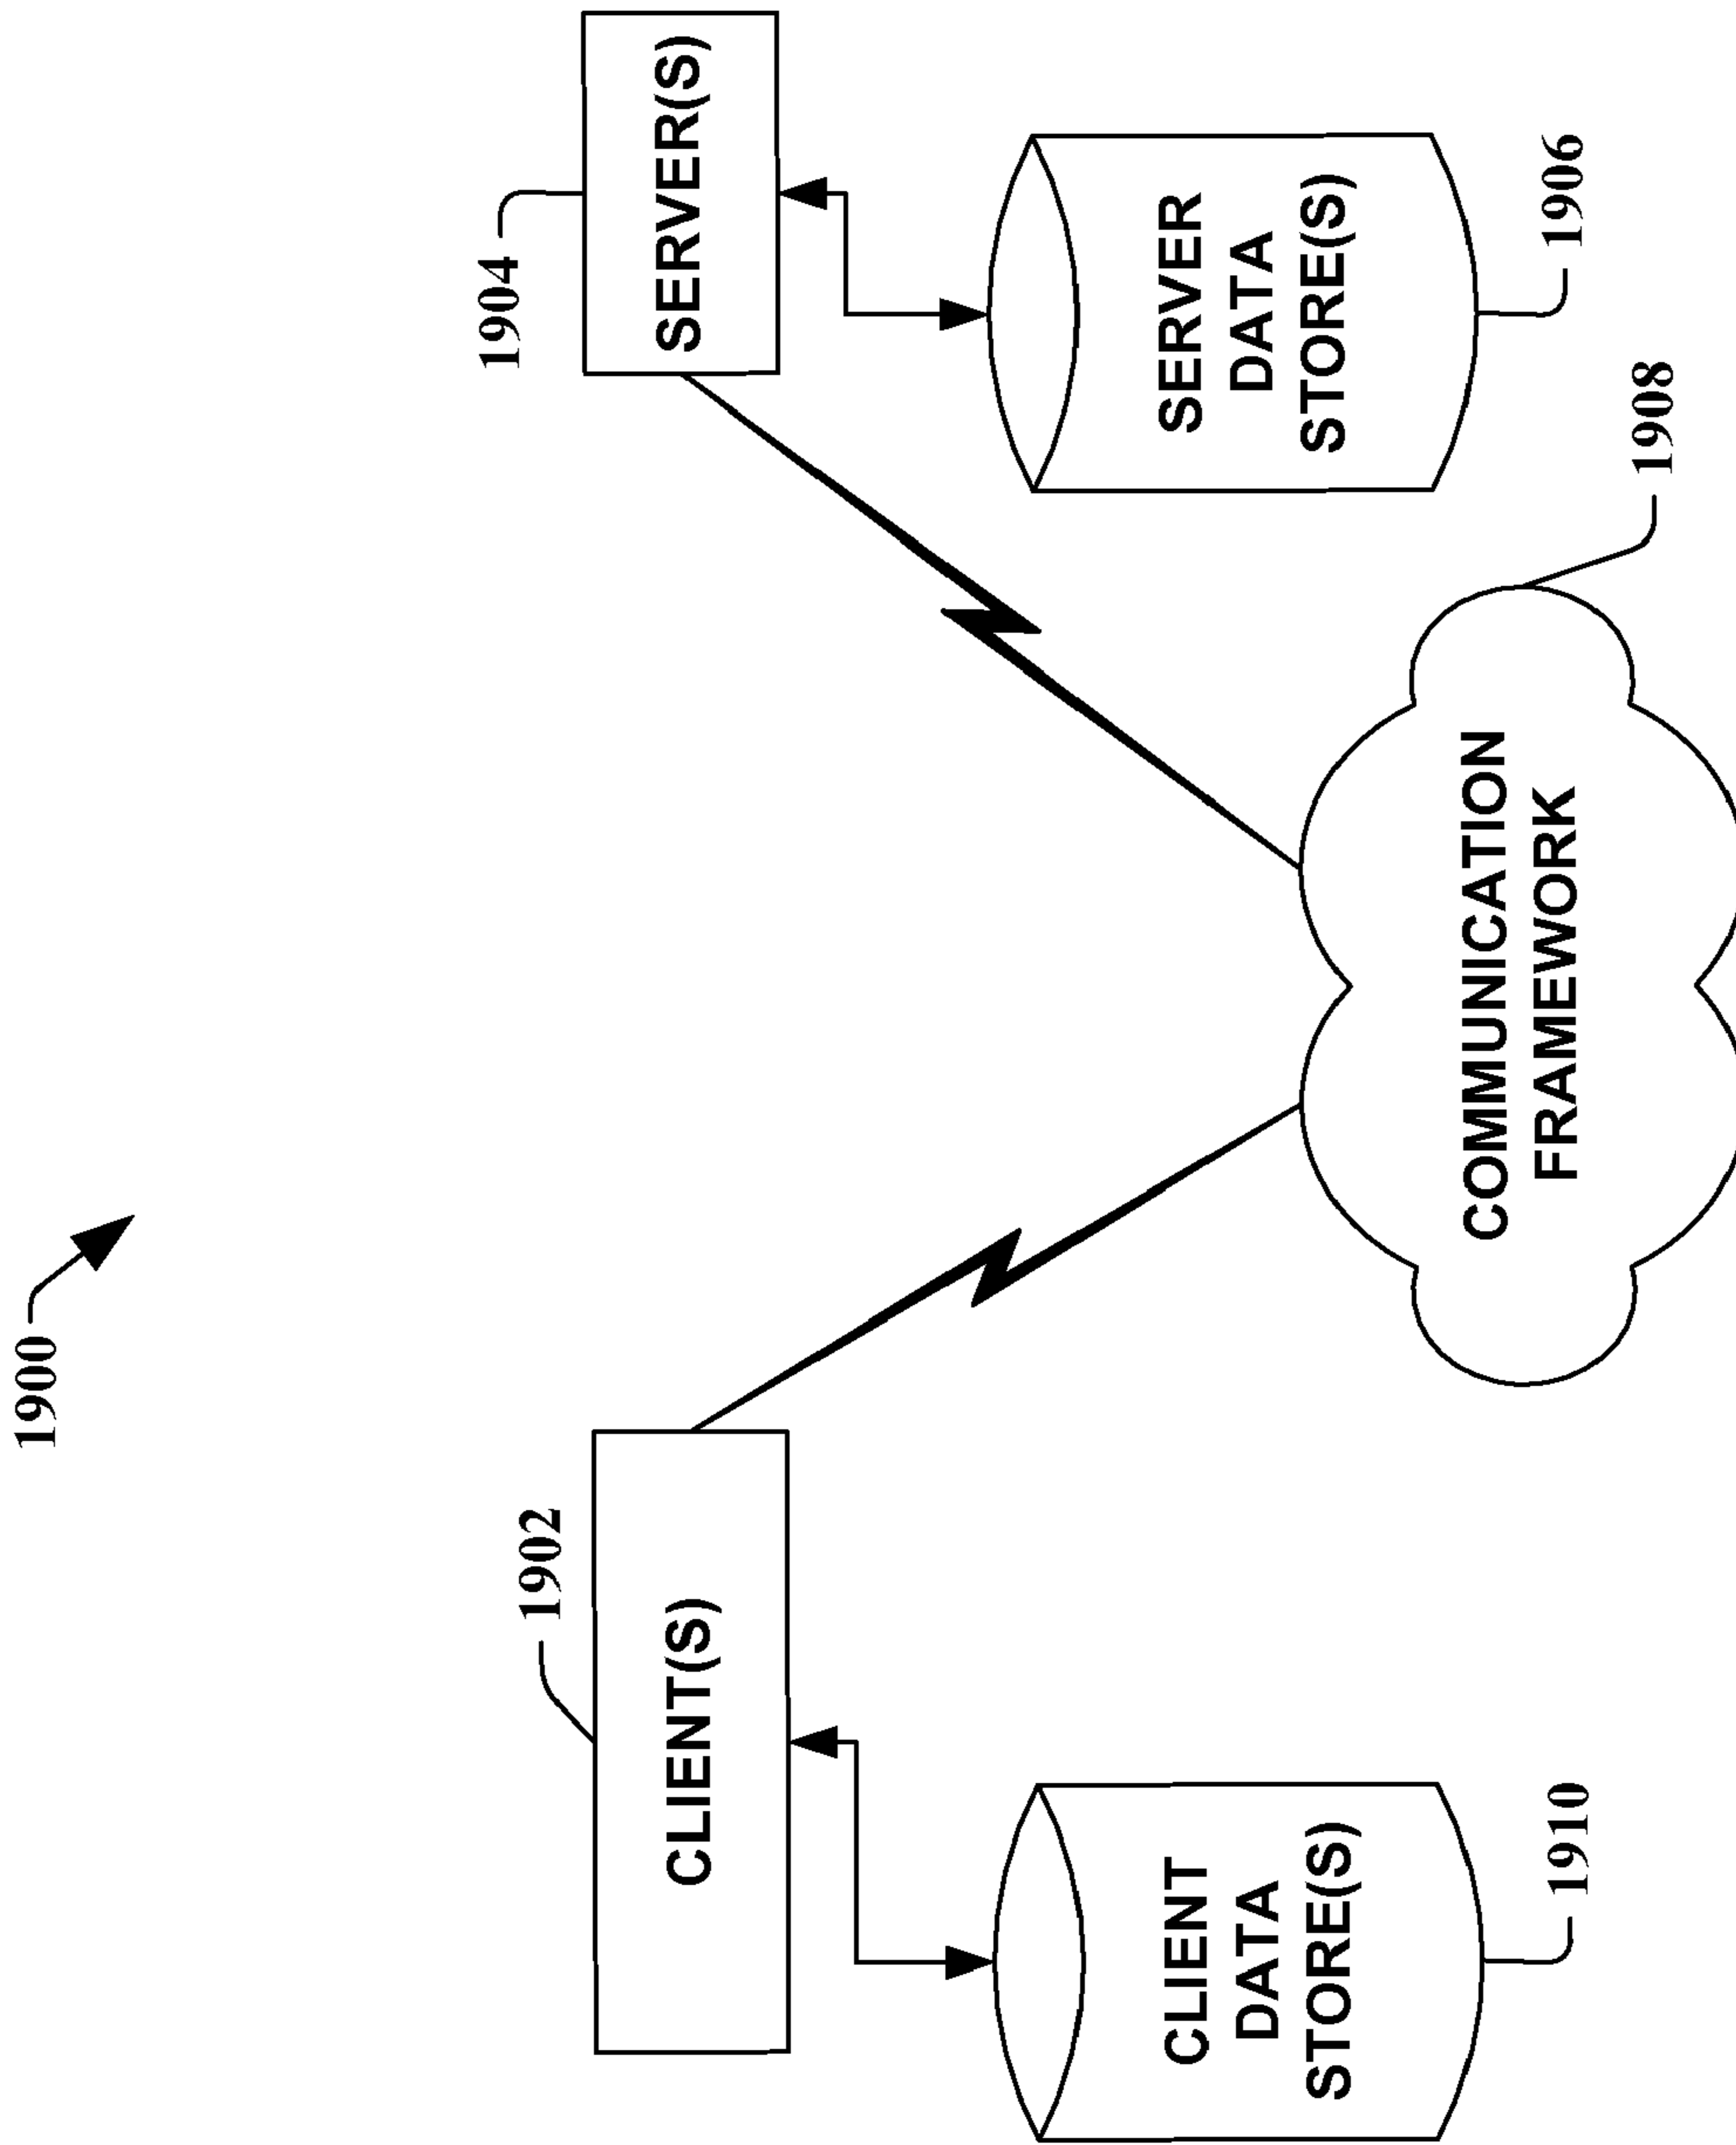 1900
1902
CLIENT(S)
1904
SERVER(S)
CLIENT
DATA
STORE(S)
1910
SERVER
DATA
STORE(S)
1906
COMMUNICATION
FRAMEWORK
1908